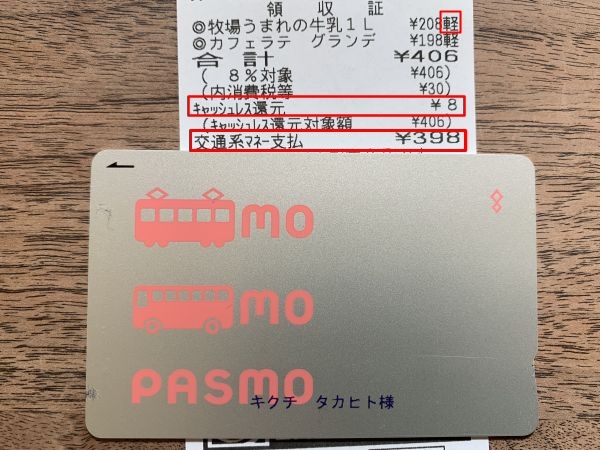 領 収 証
◎牧場うまれの牛乳1L ¥208軽
◎カフェラテ グランデ ¥198軽
合 計 ¥406
( 8%対象 ¥406)
(内消費税等 ¥30)
キャッシュレス還元 ¥8
(キャッシュレス還元対象額 ¥406)
交通系マネー支払 ¥398
mo
mo
PASMO
キクチ タカヒト様